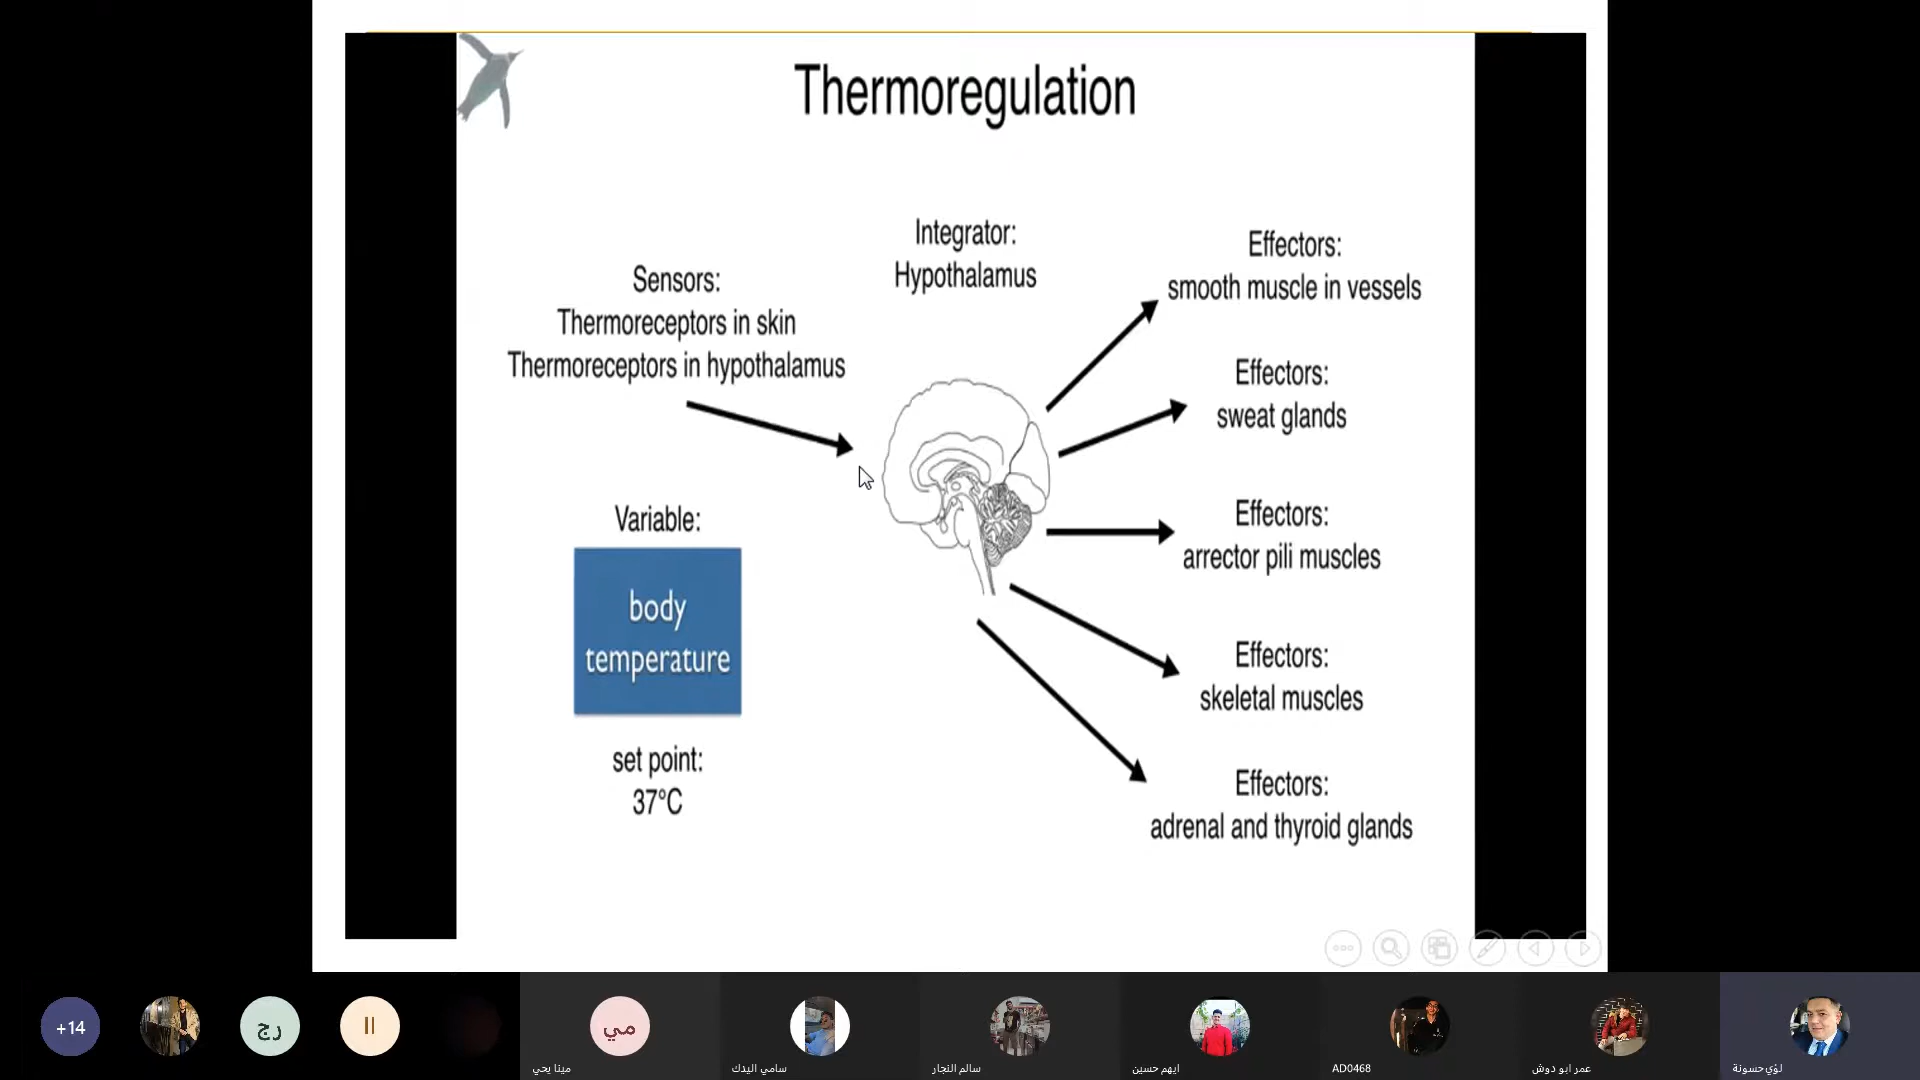 Thermoregulation
Integrator:
Hypothalamus
Sensors:
Thermoreceptors in skin
Thermoreceptors in hypothalamus
Variable:
body
temperature
set point:
37°C
Effectors:
smooth muscle in vessels
Effectors:
sweat glands
Effectors:
arrector pili muscles
Effectors:
skeletal muscles
Effectors:
adrenal and thyroid glands
+14
رج
اا
مي
مينا يحي
سامي البدك
سالم النجار
ايهم حسين
AD0468
عمر ابو دوش
لؤي حسونة